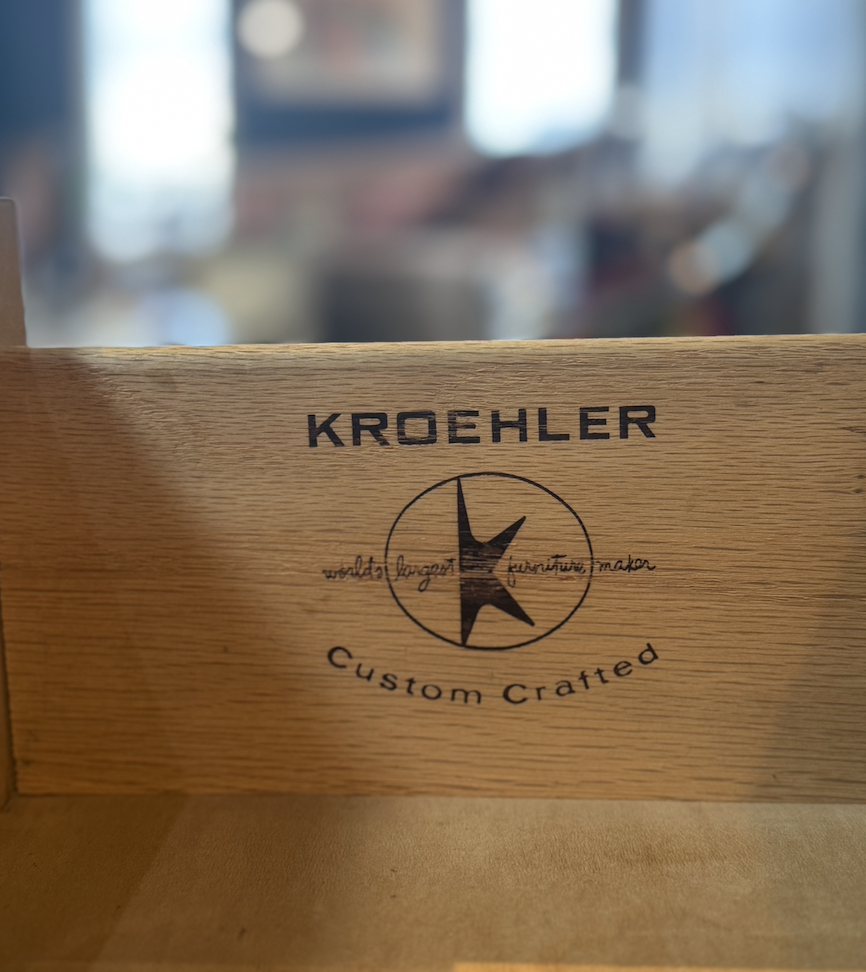 KROEHLER
world's largest furniture maker
Custom Crafted